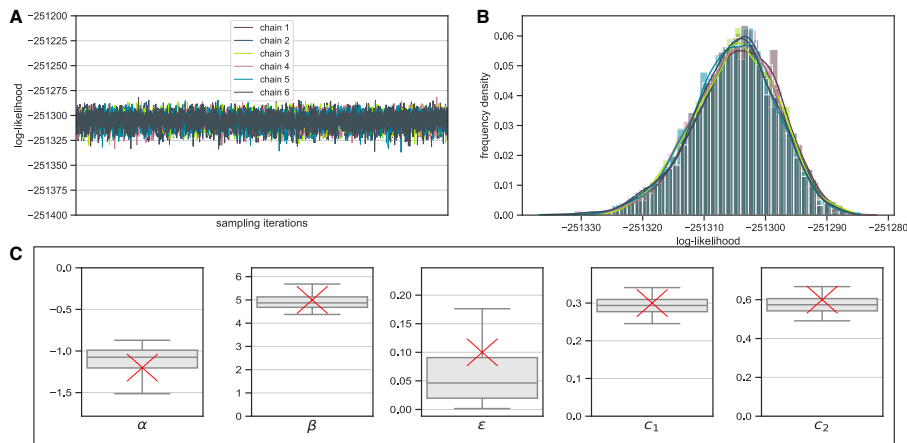 A
log-likelihood
−251200
−251225
−251250
−251275
−251300
−251325
−251350
−251375
−251400
chain 1
chain 2
chain 3
chain 4
chain 5
chain 6
sampling iterations
B
frequency density
0.06
0.05
0.04
0.03
0.02
0.01
0.00
−251330
−251320
−251310
−251300
−251290
−251280
log-likelihood
C
0.0
−0.5
−1.0
−1.5
α
6
5
4
3
2
1
0
β
0.20
0.15
0.10
0.05
0.00
ε
0.3
0.2
0.1
0.0
c1
0.6
0.4
0.2
0.0
c2